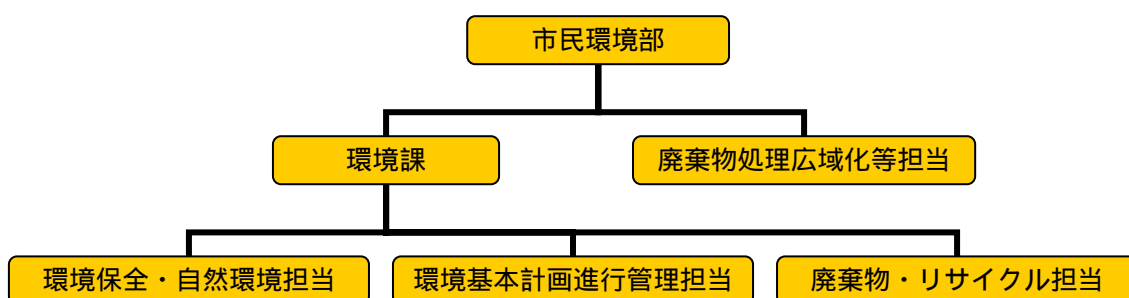 市民環境部
環境課
廃棄物処理広域化等担当
環境保全・自然環境担当
環境基本計画進行管理担当
廃棄物・リサイクル担当